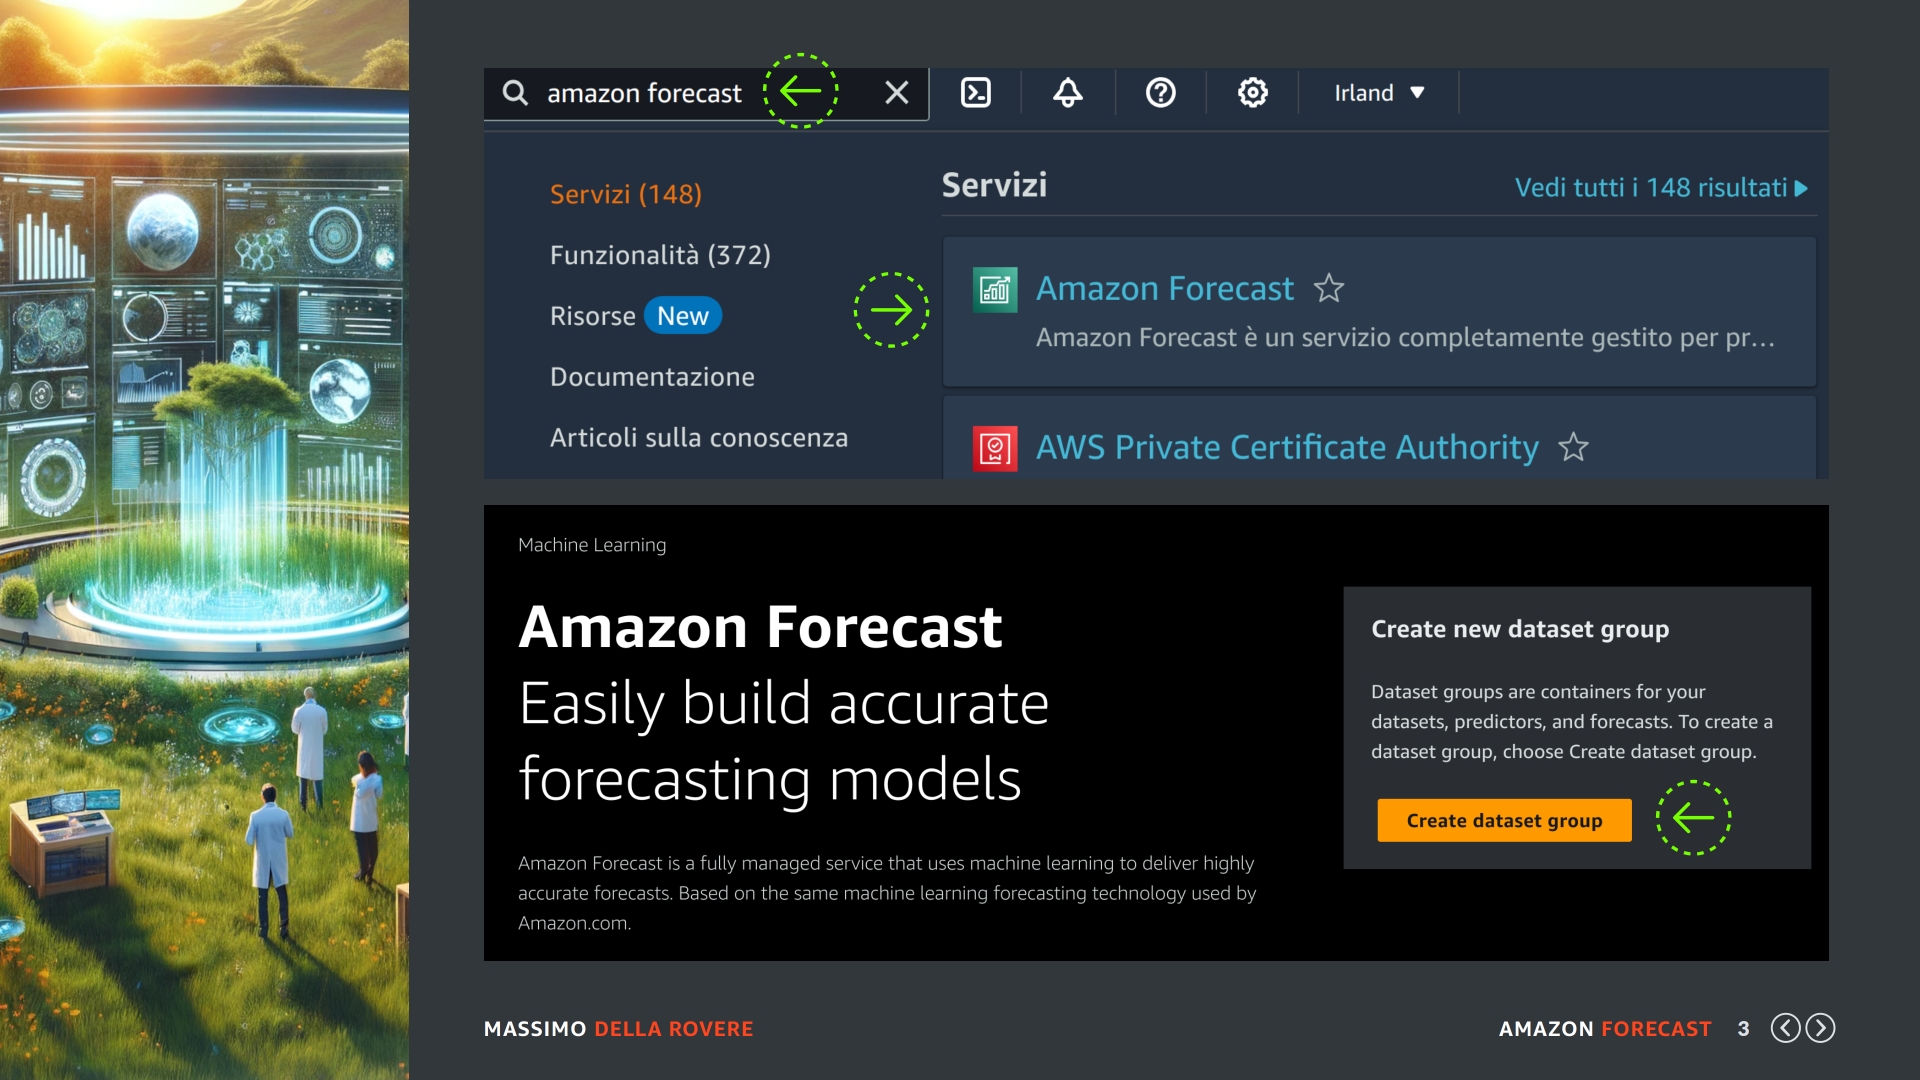 amazon forecast
Irland
Servizi (148)
Funzionalità (372)
Risorse New
Documentazione
Articoli sulla conoscenza
Servizi
Vedi tutti i 148 risultati
Amazon Forecast
Amazon Forecast è un servizio completamente gestito per pr...
AWS Private Certificate Authority
Machine Learning
Amazon Forecast
Easily build accurate
forecasting models
Amazon Forecast is a fully managed service that uses machine learning to deliver highly
accurate forecasts. Based on the same machine learning forecasting technology used by
Amazon.com.
Create new dataset group
Dataset groups are containers for your
datasets, predictors, and forecasts. To create a
dataset group, choose Create dataset group.
Create dataset group
MASSIMO DELLA ROVERE
AMAZON FORECAST 3